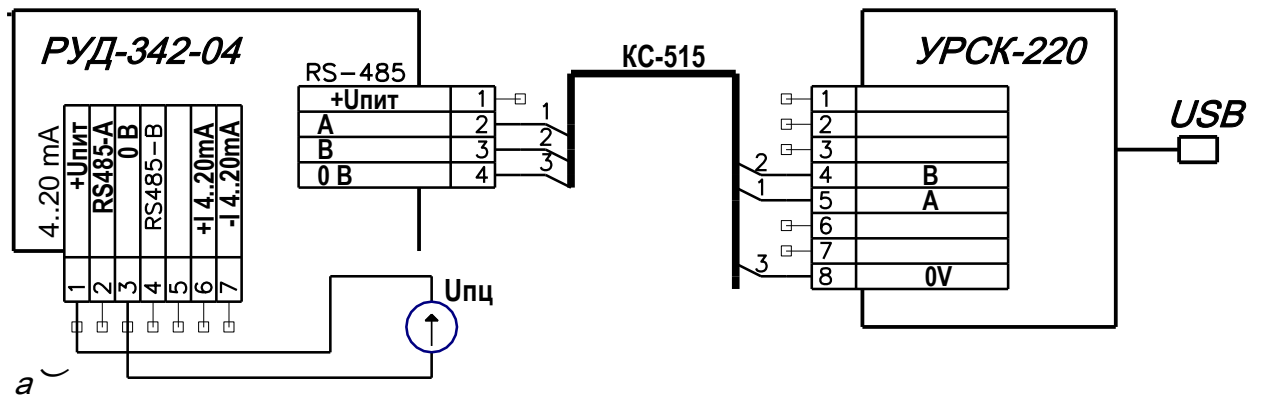 РУД-342-04
RS-485
+Uпит 1
А 2
В 3
0 В 4
1
2
3
4..20 mA
+Uпит 1
RS485-A 2
0 В 3
RS485-B 4
5
+I 4..20mA 6
-I 4..20mA 7
Uпц
а
КС-515
УРСК-220
1
2
3
2 4 В
1 5 А
6
7
3 8 0V
USB